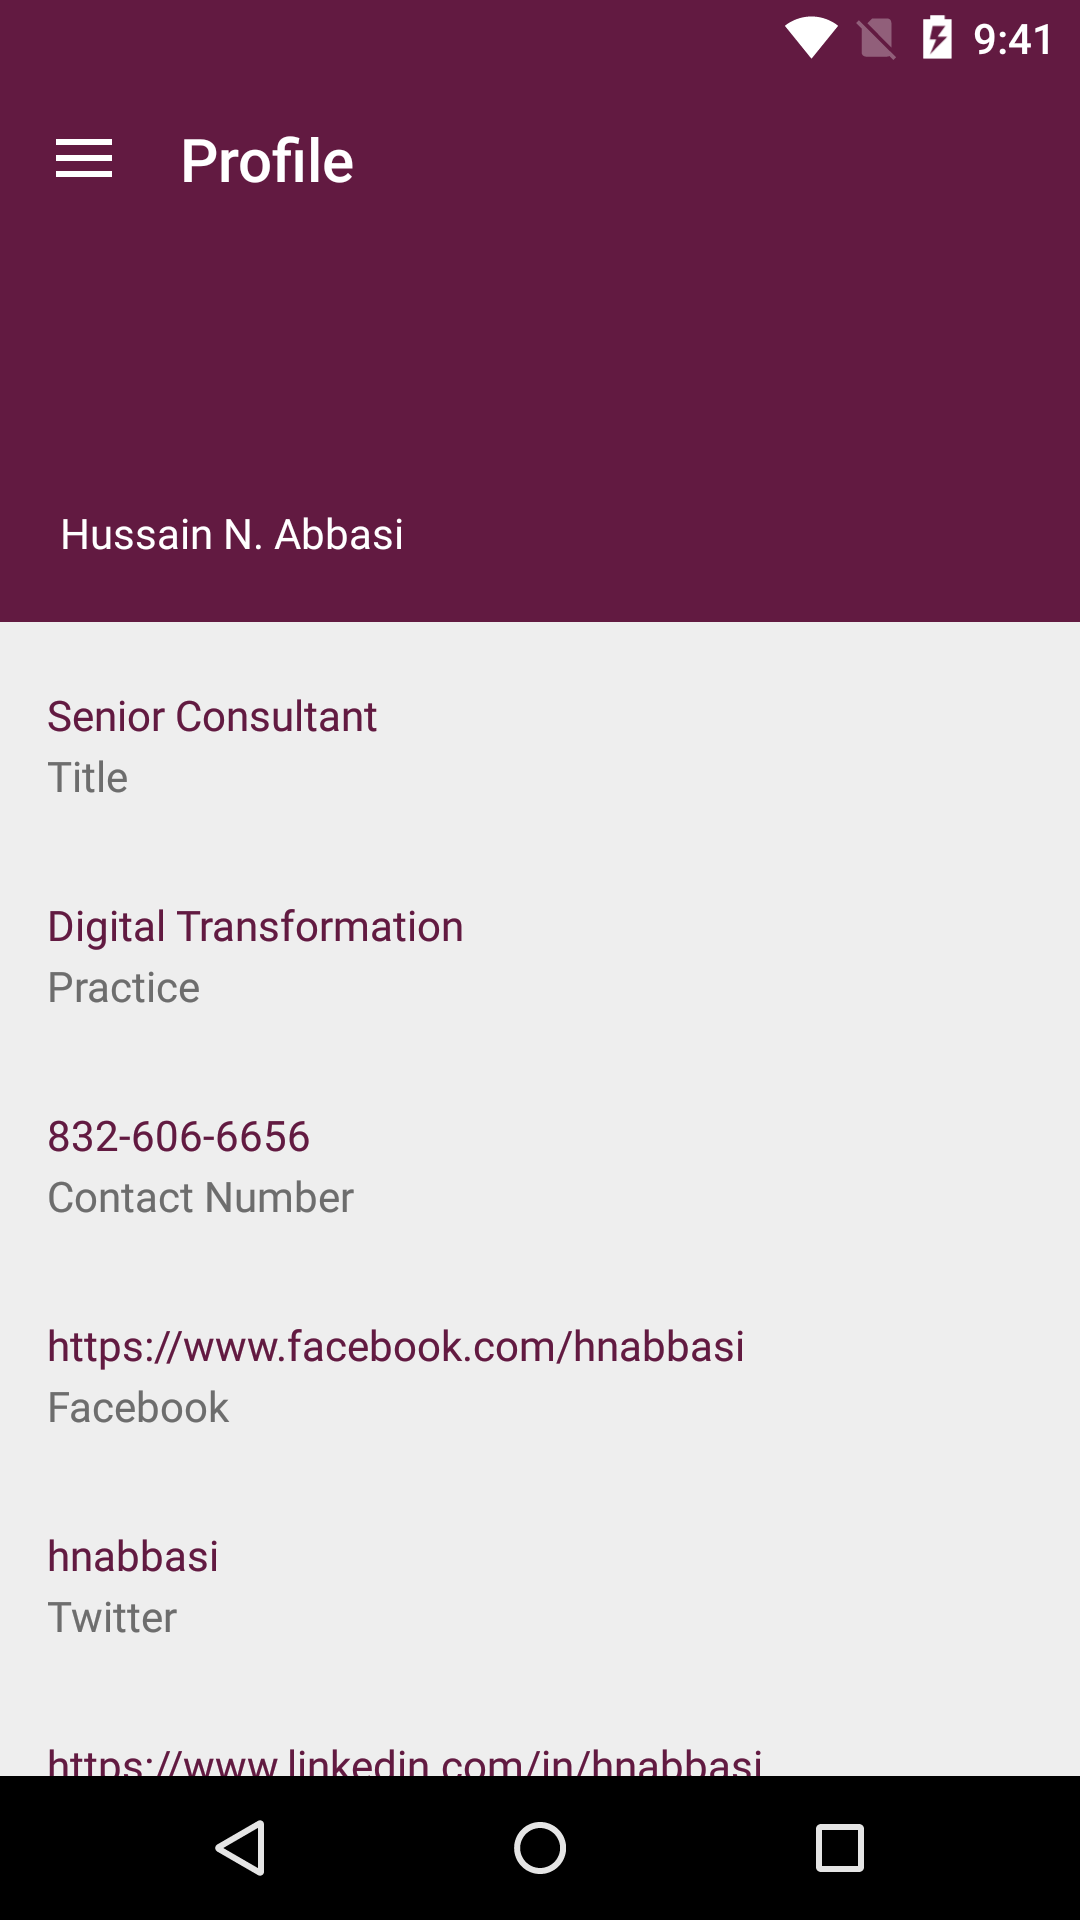 9:41
Profile
Hussain N. Abbasi
Senior Consultant
Title
Digital Transformation
Practice
832-606-6656
Contact Number
https://www.facebook.com/hnabbasi
Facebook
hnabbasi
Twitter
https://www.linkedin.com/in/hnabbasi